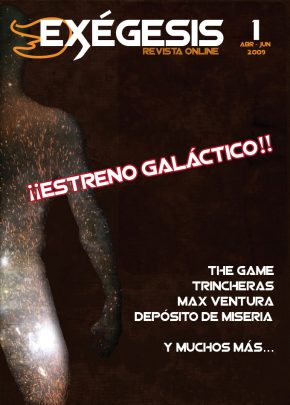 EXÉGESIS
REVISTA ONLINE
1
ABR - JUN
2009
¡¡ESTRENO GALÁCTICO!!
THE GAME
TRINCHERAS
MAX VENTURA
DEPÓSITO DE MISERIA
Y MUCHOS MÁS...